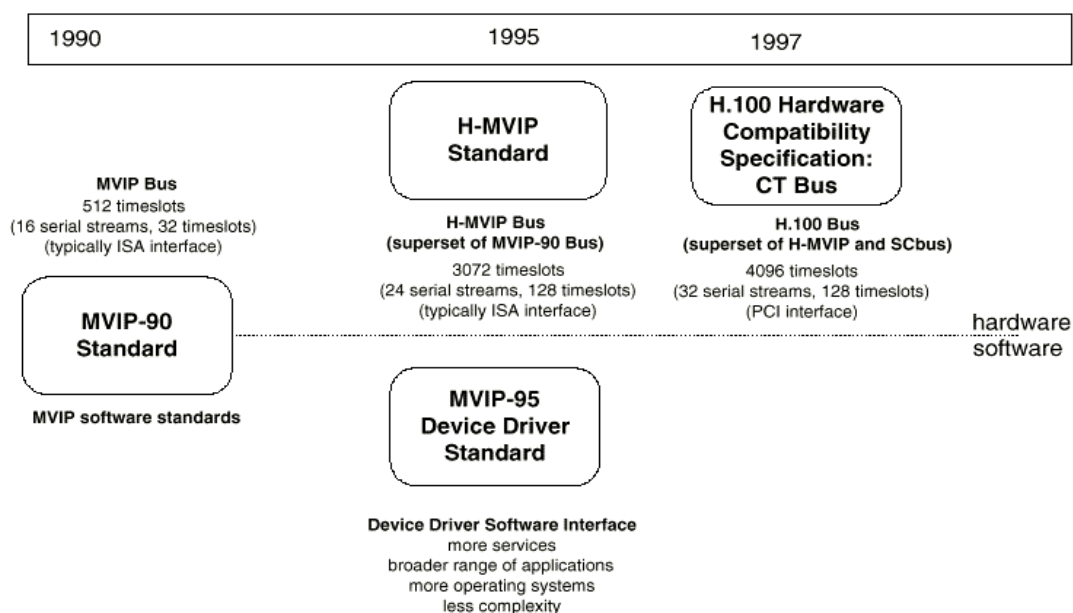 1990
1995
1997
MVIP Bus
512 timeslots
(16 serial streams, 32 timeslots)
(typically ISA interface)
MVIP-90
Standard
MVIP software standards
H-MVIP
Standard
H-MVIP Bus
(superset of MVIP-90 Bus)
3072 timeslots
(24 serial streams, 128 timeslots)
(typically ISA interface)
H.100 Hardware
Compatibility
Specification:
CT Bus
H.100 Bus
(superset of H-MVIP and SCbus)
4096 timeslots
(32 serial streams, 128 timeslots)
(PCI interface)
hardware
software
MVIP-95
Device Driver
Standard
Device Driver Software Interface
more services
broader range of applications
more operating systems
less complexity